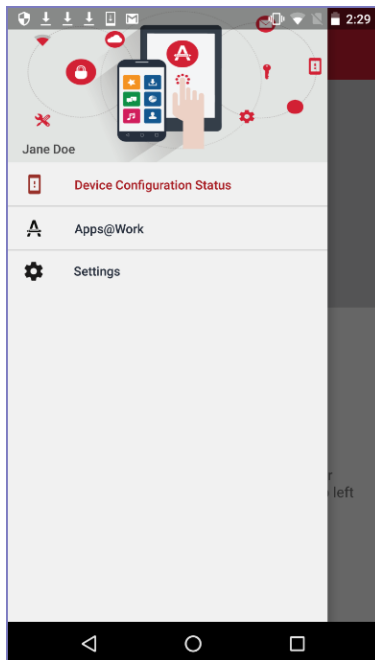 2:29
Jane Doe
Device Configuration Status
Apps@Work
Settings
r
left